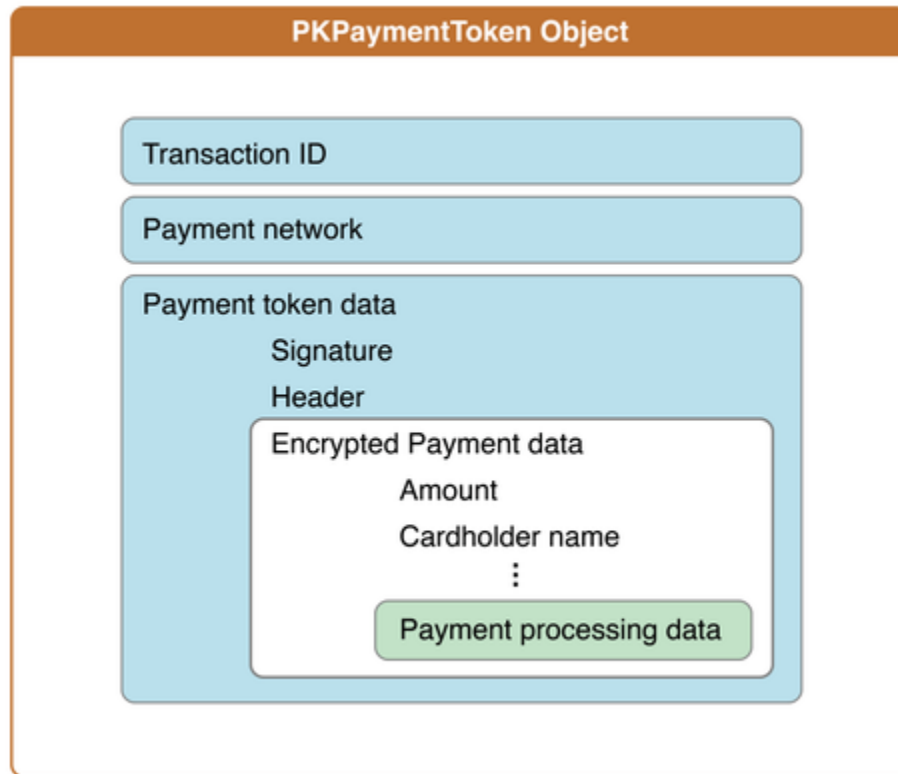 PKPaymentToken Object
Transaction ID
Payment network
Payment token data
Signature
Header
Encrypted Payment data
Amount
Cardholder name
⋮
Payment processing data